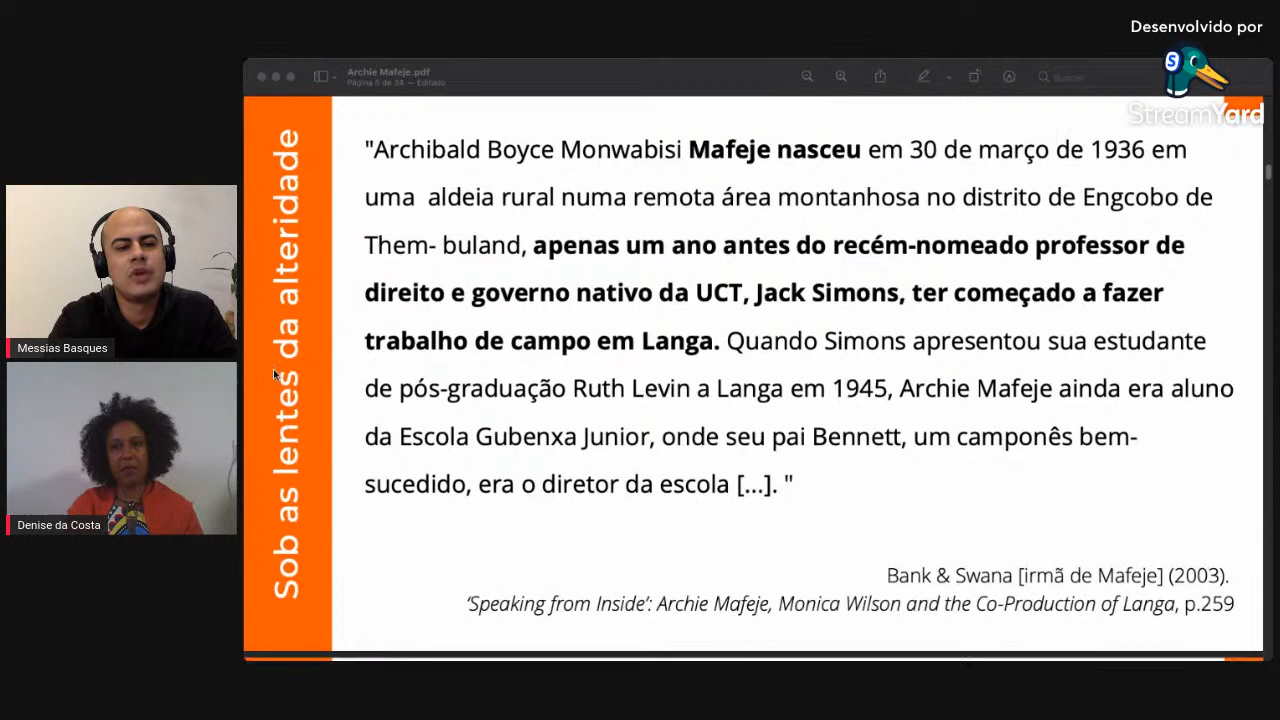 Desenvolvido por
StreamYard
Archie Mafeje.pdf
Página 5 de 34 — Editado
Buscar
Sob as lentes da alteridade
"Archibald Boyce Monwabisi Mafeje nasceu em 30 de março de 1936 em
uma aldeia rural numa remota área montanhosa no distrito de Engcobo de
Them- buland, apenas um ano antes do recém-nomeado professor de
direito e governo nativo da UCT, Jack Simons, ter começado a fazer
trabalho de campo em Langa. Quando Simons apresentou sua estudante
de pós-graduação Ruth Levin a Langa em 1945, Archie Mafeje ainda era aluno
da Escola Gubenxa Junior, onde seu pai Bennett, um camponês bem-
sucedido, era o diretor da escola [...]. "
Bank & Swana [irmã de Mafeje] (2003).
‘Speaking from Inside’: Archie Mafeje, Monica Wilson and the Co-Production of Langa, p.259
Messias Basques
Denise da Costa